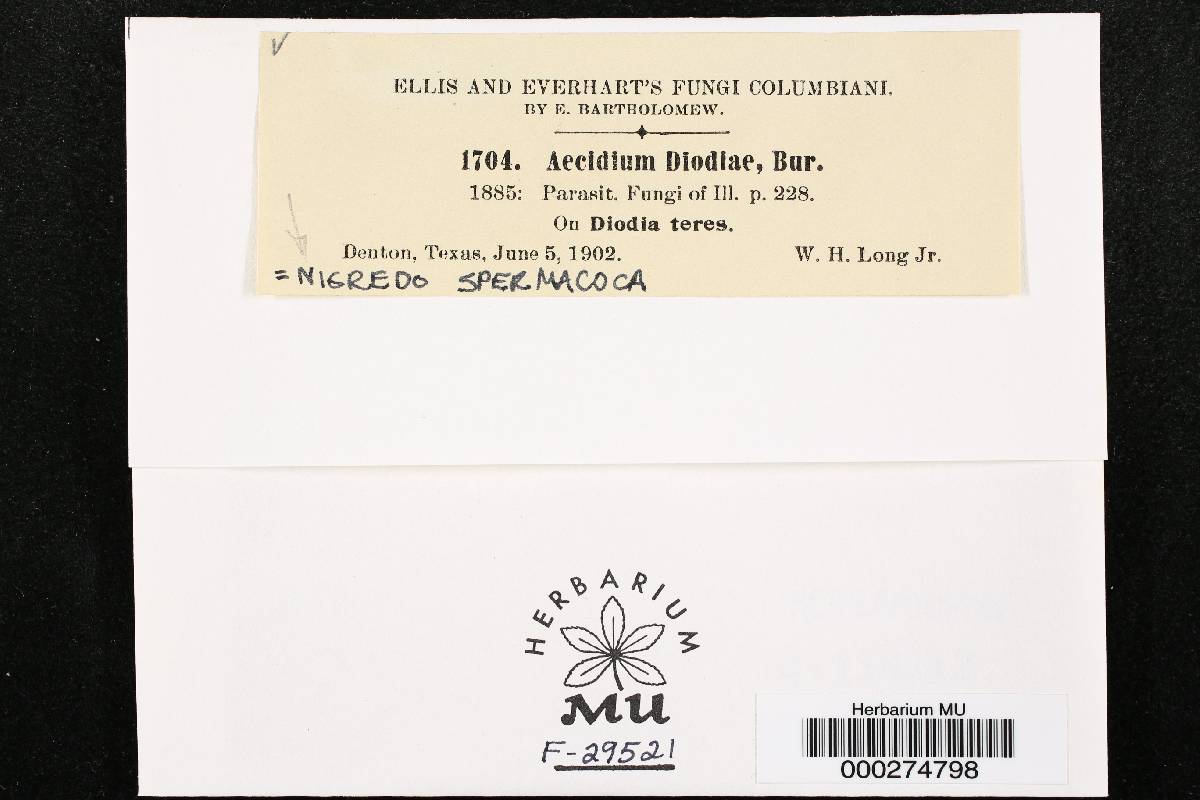 ELLIS AND EVERHART'S FUNGI COLUMBIANI.
BY E. BARTHOLOMEW.
1704. Aecidium Diodiae, Bur.
1885: Parasit. Fungi of Ill. p. 228.
On Diodia teres.
Denton, Texas, June 5, 1902. W. H. Long Jr.
= NIGREDO SPERMACOCA
HERBARIUM
MU
F-29521
Herbarium MU
000274798